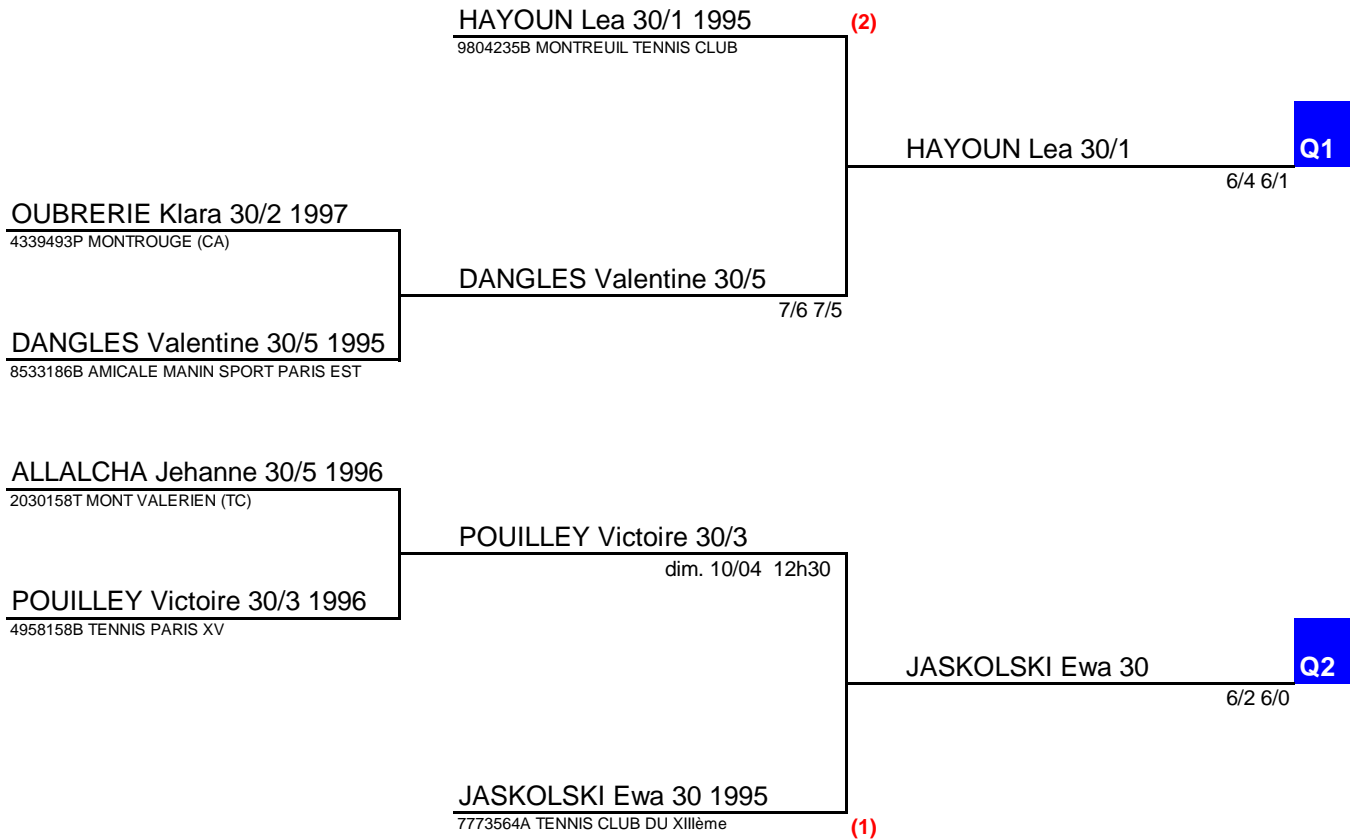 HAYOUN Lea 30/1 1995
(2)
9804235B MONTREUIL TENNIS CLUB
HAYOUN Lea 30/1
Q1
6/4 6/1
OUBRERIE Klara 30/2 1997
4339493P MONTROUGE (CA)
DANGLES Valentine 30/5
7/6 7/5
DANGLES Valentine 30/5 1995
8533186B AMICALE MANIN SPORT PARIS EST
ALLALCHA Jehanne 30/5 1996
2030158T MONT VALERIEN (TC)
POUILLEY Victoire 30/3
dim. 10/04 12h30
POUILLEY Victoire 30/3 1996
4958158B TENNIS PARIS XV
JASKOLSKI Ewa 30
Q2
6/2 6/0
JASKOLSKI Ewa 30 1995
7773564A TENNIS CLUB DU XIIIème
(1)